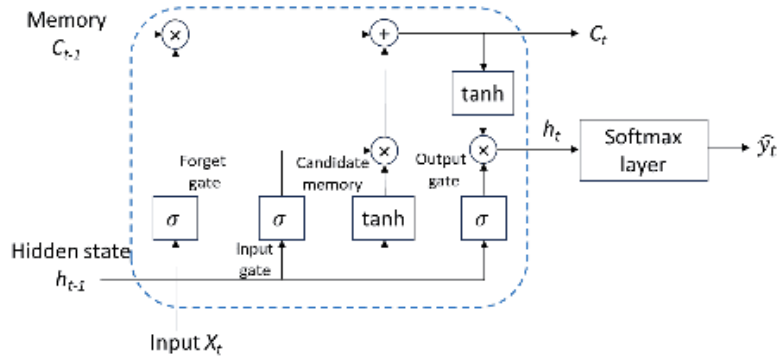 Memory
C_{t-1}
×
+
C_t
tanh
h_t
Softmax
layer
ŷ_t
×
×
Forget
gate
Candidate
memory
Output
gate
σ
σ
tanh
σ
Input
gate
Hidden state
h_{t-1}
Input X_t